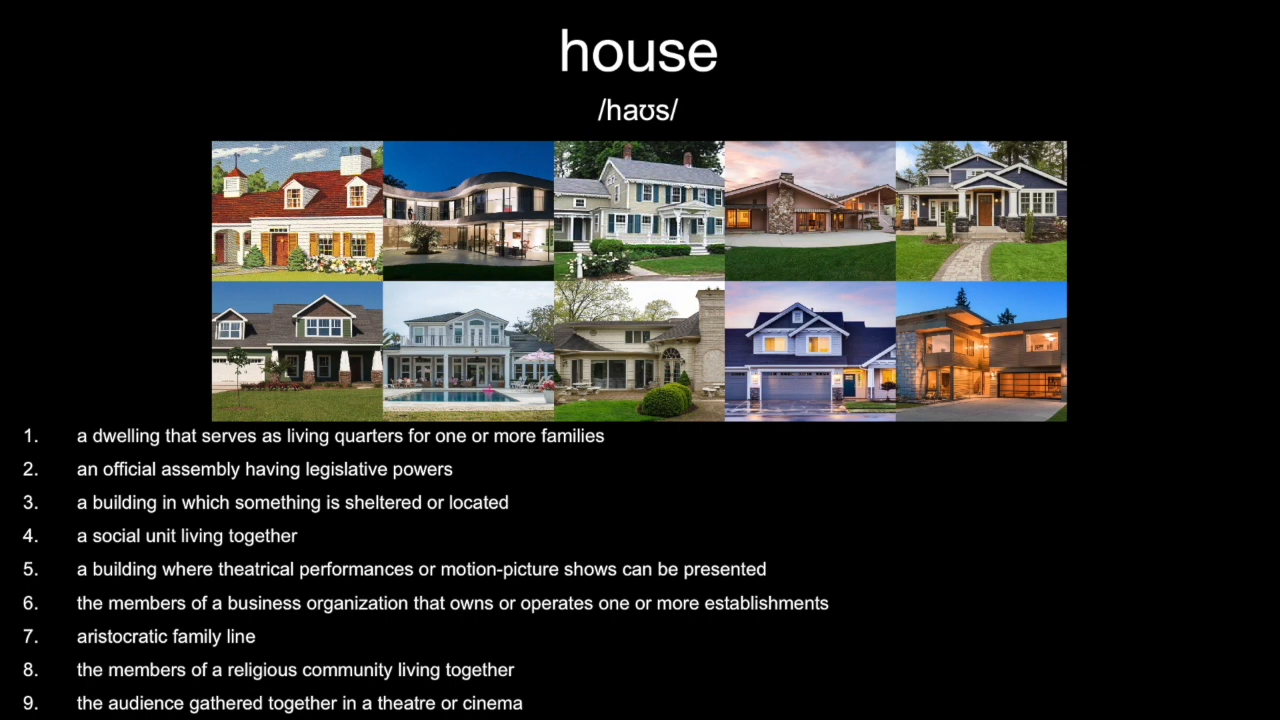 house
/haʊs/
1. a dwelling that serves as living quarters for one or more families
2. an official assembly having legislative powers
3. a building in which something is sheltered or located
4. a social unit living together
5. a building where theatrical performances or motion-picture shows can be presented
6. the members of a business organization that owns or operates one or more establishments
7. aristocratic family line
8. the members of a religious community living together
9. the audience gathered together in a theatre or cinema